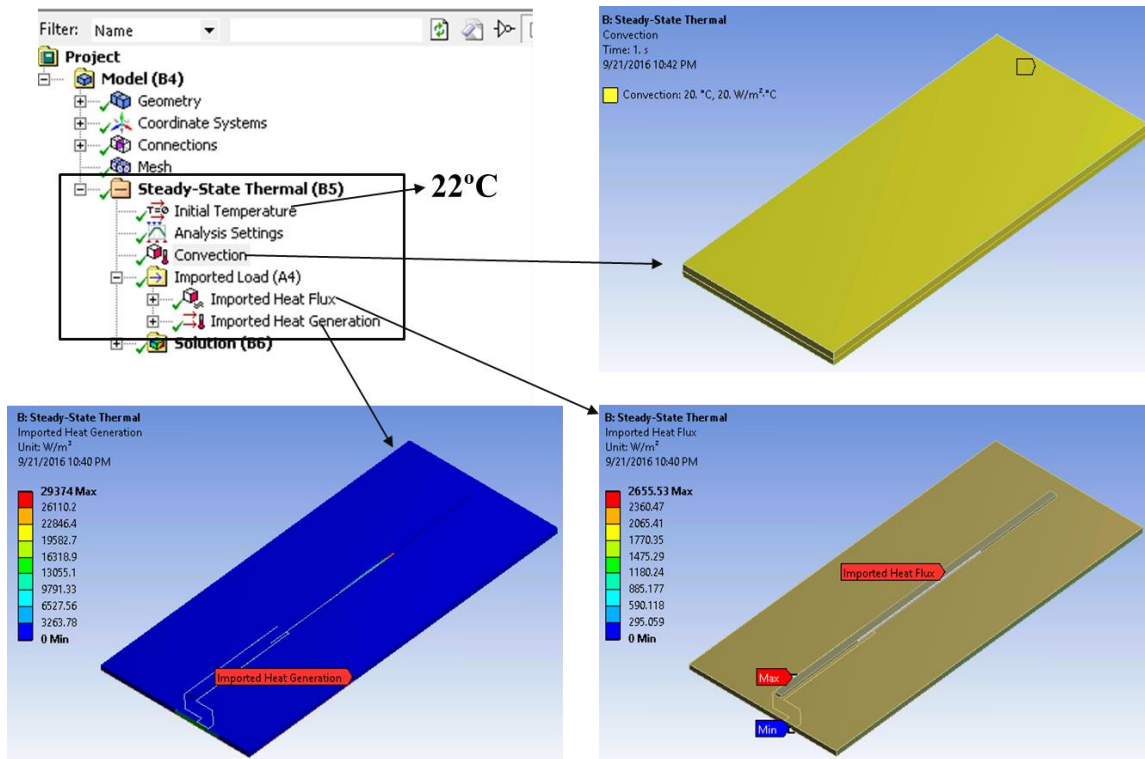 Filter: Name
Project
Model (B4)
Geometry
Coordinate Systems
Connections
Mesh
Steady-State Thermal (B5)
T=0 Initial Temperature
Analysis Settings
Convection
Imported Load (A4)
Imported Heat Flux
Imported Heat Generation
Solution (B6)
22ºC
B: Steady-State Thermal
Convection
Time: 1. s
9/21/2016 10:42 PM
Convection: 20. °C, 20. W/m²·°C
B: Steady-State Thermal
Imported Heat Generation
Unit: W/m³
9/21/2016 10:40 PM
29374 Max
26110.2
22846.4
19582.7
16318.9
13055.1
9791.33
6527.56
3263.78
0 Min
Imported Heat Generation
B: Steady-State Thermal
Imported Heat Flux
Unit: W/m²
9/21/2016 10:40 PM
2655.53 Max
2360.47
2065.41
1770.35
1475.29
1180.24
885.177
590.118
295.059
0 Min
Imported Heat Flux
Max
Min